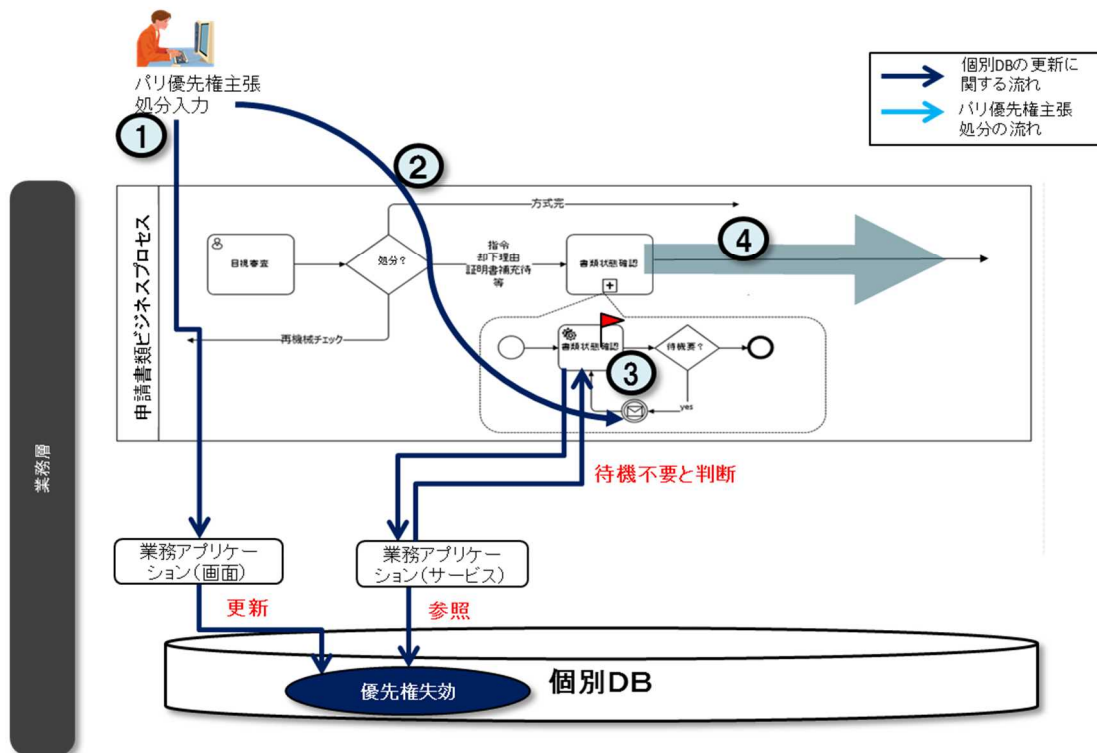 パリ優先権主張
処分入力
個別DBの更新に
関する流れ
パリ優先権主張
処分の流れ
1
2
業務層
申請書類ビジネスプロセス
方式完
目視審査
処分?
指令
却下理由
証明書補充待
等
書類状態確認
4
再機械チェック
書類状態確認
待機要?
3
yes
待機不要と判断
業務アプリケー
ション(画面)
業務アプリケー
ション(サービス)
更新
参照
優先権失効
個別DB